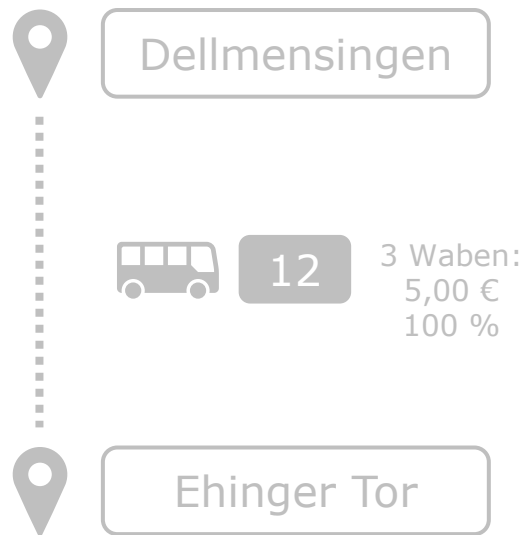 Dellmensingen
12
3 Waben:
5,00 €
100 %
Ehinger Tor